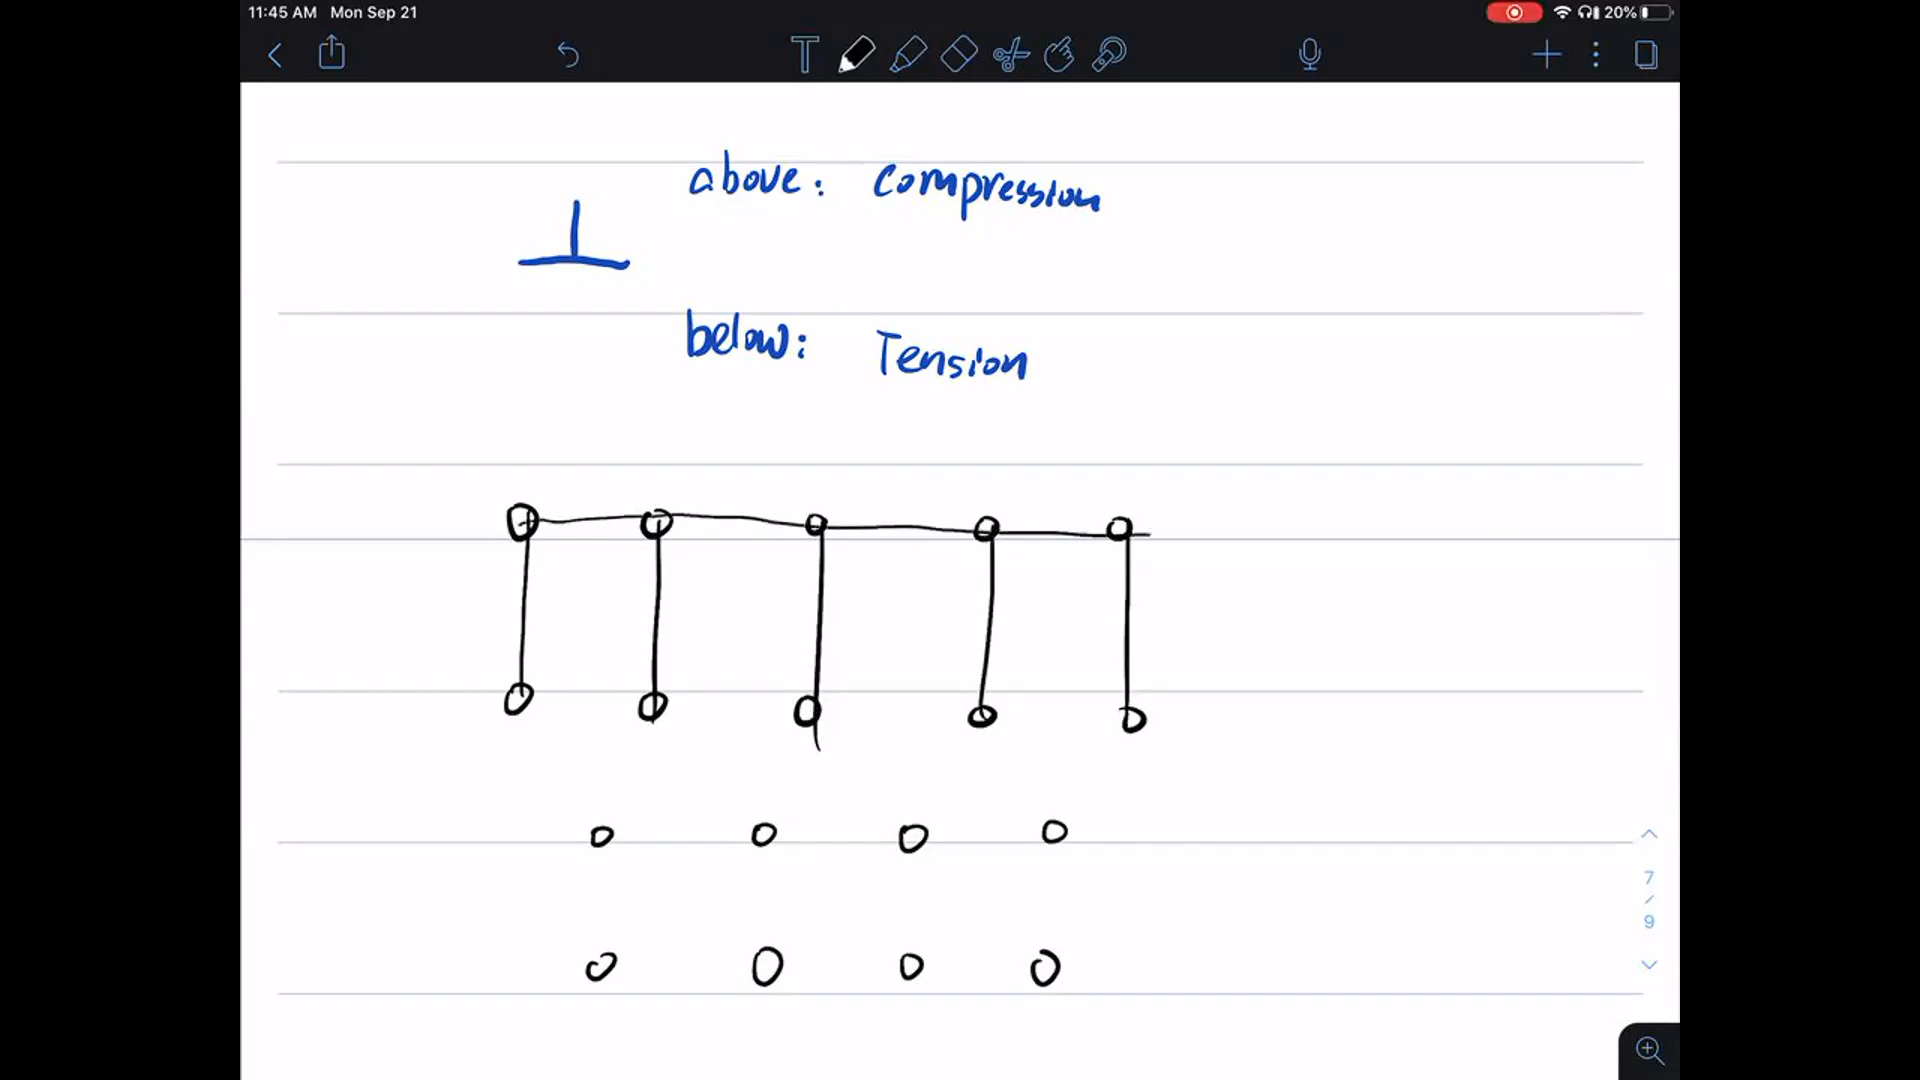 11:45 AM Mon Sep 21
20%
T
above: Compression
below: Tension
7
/
9